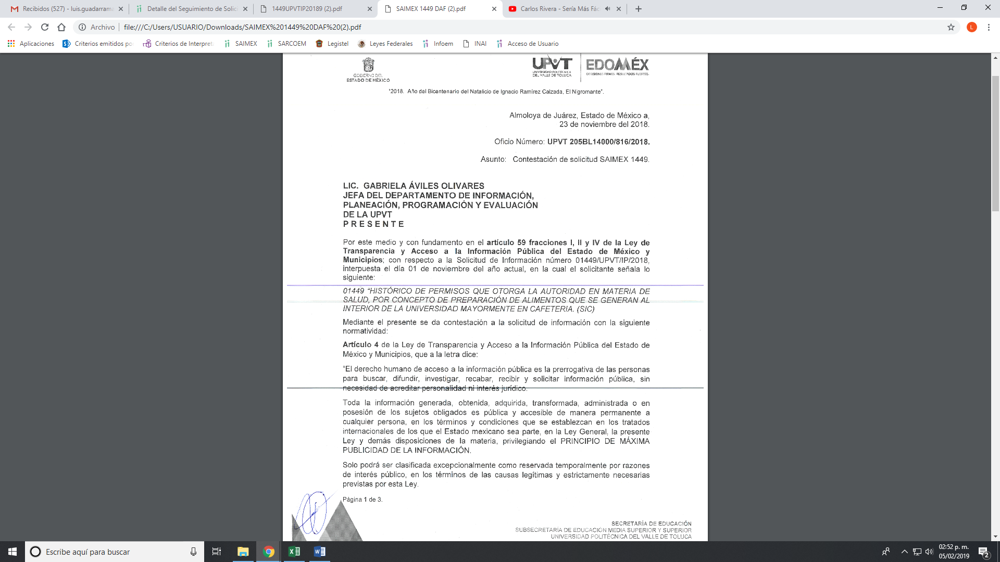 Recibidos (527) - luis.guadarrama
Detalle del Seguimiento de Solici
1449UPVTIP20189 (2).pdf
SAIMEX 1449 DAF (2).pdf
Carlos Rivera - Sería Más Fác
Archivo
file:///C:/Users/USUARIO/Downloads/SAIMEX%201449%20DAF%20(2).pdf
L
Aplicaciones
Criterios emitidos po
Criterios de Interpreta
SAIMEX
SARCOEM
Legistel
Leyes Federales
Infoem
INAI
Acceso de Usuario
GOBIERNO DEL
ESTADO DE MÉXICO
UPVT
UNIVERSIDAD POLITÉCNICA
DEL VALLE DE TOLUCA
EDOMÉX
DECISIONES FIRMES, RESULTADOS FUERTES.
"2018. Año del Bicentenario del Natalicio de Ignacio Ramírez Calzada, El Nigromante".
Almoloya de Juárez, Estado de México a,
23 de noviembre del 2018.
Oficio Número: UPVT 205BL14000/816/2018.
Asunto: Contestación de solicitud SAIMEX 1449.
LIC. GABRIELA ÁVILES OLIVARES
JEFA DEL DEPARTAMENTO DE INFORMACIÓN,
PLANEACIÓN, PROGRAMACIÓN Y EVALUACIÓN
DE LA UPVT
P R E S E N T E
Por este medio y con fundamento en el artículo 59 fracciones I, II y IV de la Ley de
Transparencia y Acceso a la Información Pública del Estado de México y
Municipios; con respecto a la Solicitud de Información número 01449/UPVT/IP/2018,
interpuesta el día 01 de noviembre del año actual, en la cual el solicitante señala lo
siguiente:
01449 "HISTÓRICO DE PERMISOS QUE OTORGA LA AUTORIDAD EN MATERIA DE
SALUD, POR CONCEPTO DE PREPARACIÓN DE ALIMENTOS QUE SE GENERAN AL
INTERIOR DE LA UNIVERSIDAD MAYORMENTE EN CAFETERIA. (SIC)
Mediante el presente se da contestación a la solicitud de información con la siguiente
normatividad:
Artículo 4 de la Ley de Transparencia y Acceso a la Información Pública del Estado de
México y Municipios, que a la letra dice:
"El derecho humano de acceso a la información pública es la prerrogativa de las personas
para buscar, difundir, investigar, recabar, recibir y solicitar información pública, sin
necesidad de acreditar personalidad ni interés jurídico.
Toda la información generada, obtenida, adquirida, transformada, administrada o en
posesión de los sujetos obligados es pública y accesible de manera permanente a
cualquier persona, en los términos y condiciones que se establezcan en los tratados
internacionales de los que el Estado mexicano sea parte, en la Ley General, la presente
Ley y demás disposiciones de la materia, privilegiando el PRINCIPIO DE MÁXIMA
PUBLICIDAD DE LA INFORMACIÓN.
Solo podrá ser clasificada excepcionalmente como reservada temporalmente por razones
de interés público, en los términos de las causas legítimas y estrictamente necesarias
previstas por esta Ley.
Página 1 de 3.
SECRETARÍA DE EDUCACIÓN
SUBSECRETARÍA DE EDUCACIÓN MEDIA SUPERIOR Y SUPERIOR
UNIVERSIDAD POLITÉCNICA DEL VALLE DE TOLUCA
Escribe aquí para buscar
02:52 p. m.
05/02/2019
2